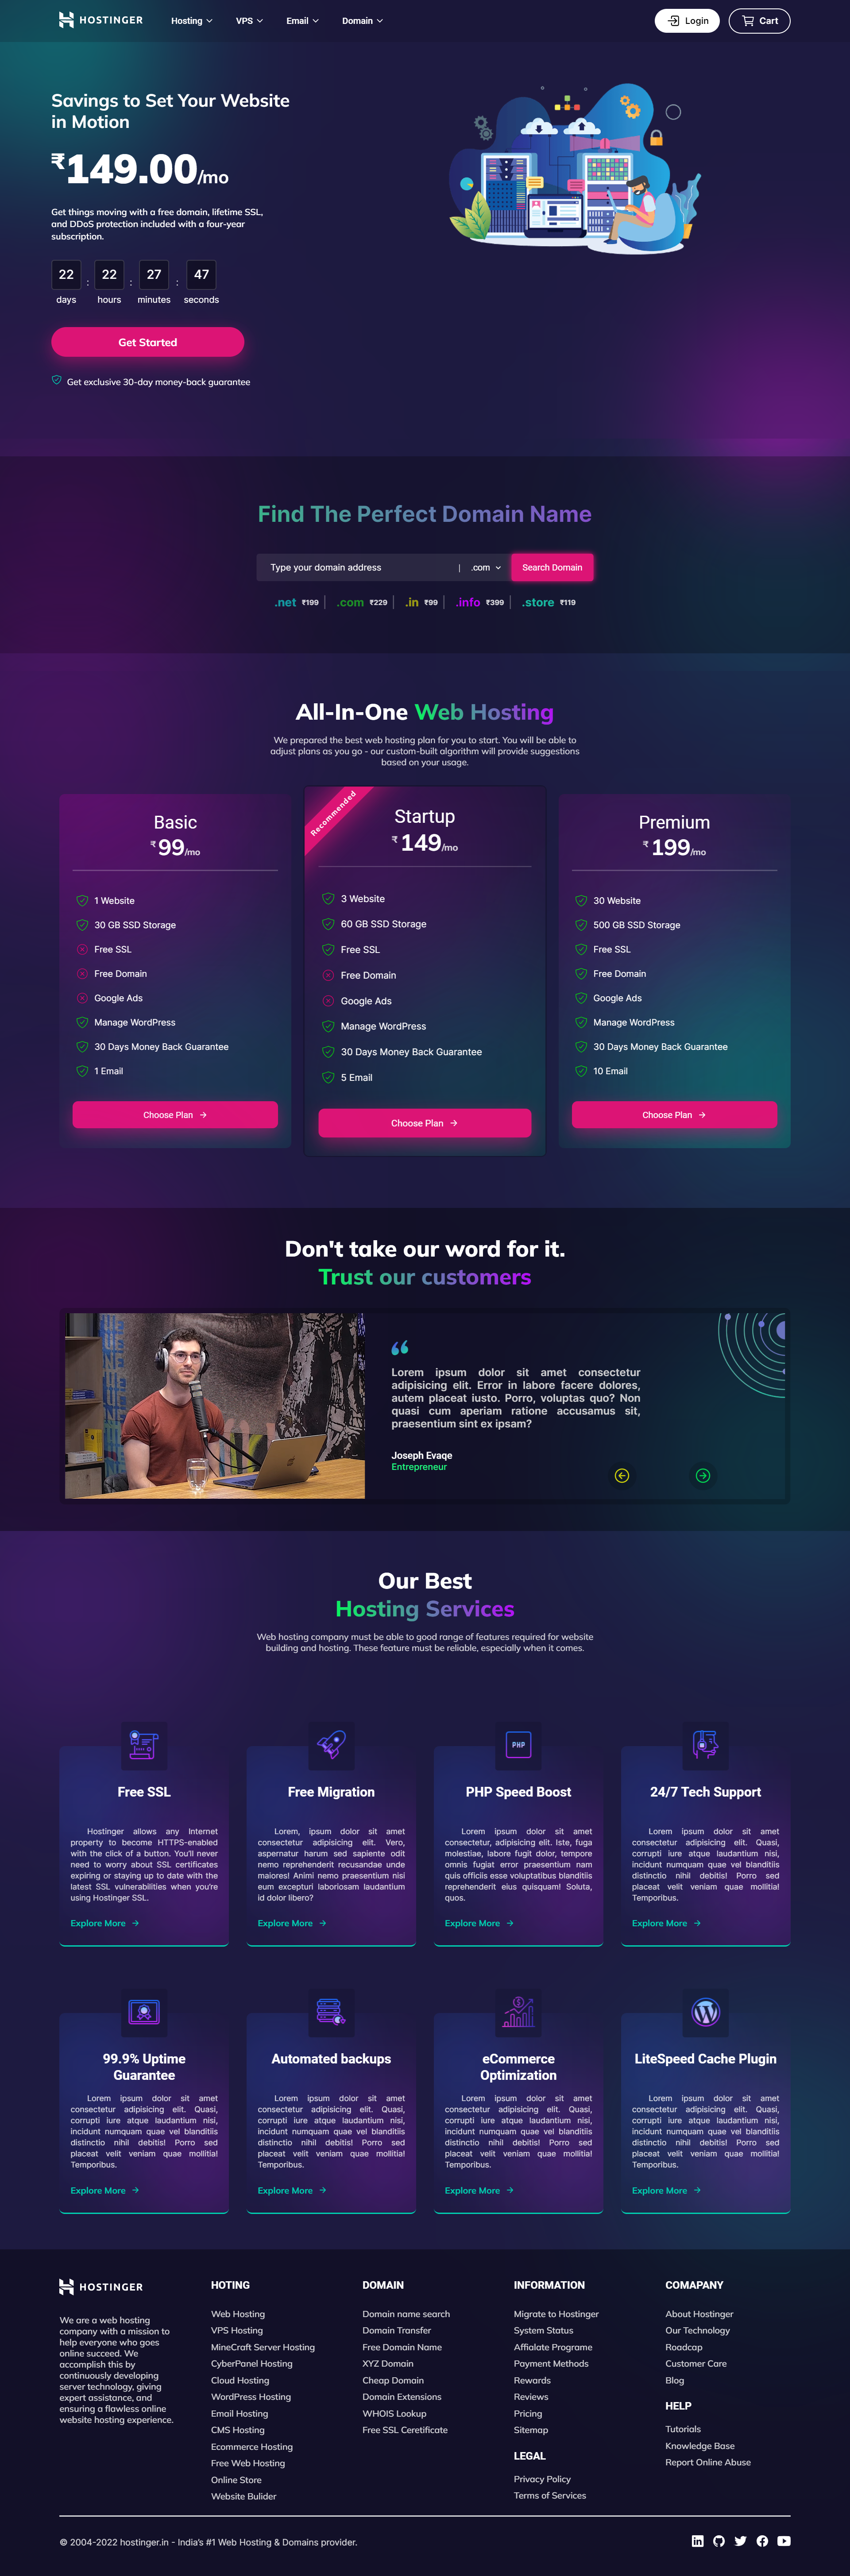 HOSTINGER
Hosting
VPS
Email
Domain
Login
Cart
Savings to Set Your Website
in Motion
₹149.00/mo
Get things moving with a free domain, lifetime SSL,
and DDoS protection included with a four-year
subscription.
22 : 22 : 27 : 47
days hours minutes seconds
Get Started
Get exclusive 30-day money-back guarantee
Find The Perfect Domain Name
Type your domain address | .com Search Domain
.net ₹199 | .com ₹229 | .in ₹99 | .info ₹399 | .store ₹119
All-In-One Web Hosting
We prepared the best web hosting plan for you to start. You will be able to
adjust plans as you go - our custom-built algorithm will provide suggestions
based on your usage.
Basic
₹99/mo
1 Website
30 GB SSD Storage
Free SSL
Free Domain
Google Ads
Manage WordPress
30 Days Money Back Guarantee
1 Email
Choose Plan
Recommended
Startup
₹149/mo
3 Website
60 GB SSD Storage
Free SSL
Free Domain
Google Ads
Manage WordPress
30 Days Money Back Guarantee
5 Email
Choose Plan
Premium
₹199/mo
30 Website
500 GB SSD Storage
Free SSL
Free Domain
Google Ads
Manage WordPress
30 Days Money Back Guarantee
10 Email
Choose Plan
Don't take our word for it.
Trust our customers
Lorem ipsum dolor sit amet consectetur
adipisicing elit. Error in labore facere dolores,
autem placeat iusto. Porro, voluptas quo? Non
quasi cum aperiam ratione accusamus sit,
praesentium sint ex ipsam?
Joseph Evaqe
Entrepreneur
Our Best
Hosting Services
Web hosting company must be able to good range of features required for website
building and hosting. These feature must be reliable, especially when it comes.
Free SSL
Hostinger allows any Internet
property to become HTTPS-enabled
with the click of a button. You'll never
need to worry about SSL certificates
expiring or staying up to date with the
latest SSL vulnerabilities when you're
using Hostinger SSL.
Explore More
Free Migration
Lorem, ipsum dolor sit amet
consectetur adipisicing elit. Vero,
aspernatur harum sed sapiente odit
nemo reprehenderit recusandae unde
maiores! Animi nemo praesentium nisi
eum excepturi laboriosam laudantium
id dolor libero?
Explore More
PHP
PHP Speed Boost
Lorem ipsum dolor sit amet
consectetur, adipisicing elit. Iste, fuga
molestiae, labore fugit dolor, tempore
omnis fugiat error praesentium nam
quis officiis esse voluptatibus blanditiis
reprehenderit eius quisquam! Soluta,
quos.
Explore More
24/7 Tech Support
Lorem ipsum dolor sit amet
consectetur adipisicing elit. Quasi,
corrupti iure atque laudantium nisi,
incidunt numquam quae vel blanditiis
distinctio nihil debitis! Porro sed
placeat velit veniam quae mollitia!
Temporibus.
Explore More
99.9% Uptime
Guarantee
Lorem ipsum dolor sit amet
consectetur adipisicing elit. Quasi,
corrupti iure atque laudantium nisi,
incidunt numquam quae vel blanditiis
distinctio nihil debitis! Porro sed
placeat velit veniam quae mollitia!
Temporibus.
Explore More
Automated backups
Lorem ipsum dolor sit amet
consectetur adipisicing elit. Quasi,
corrupti iure atque laudantium nisi,
incidunt numquam quae vel blanditiis
distinctio nihil debitis! Porro sed
placeat velit veniam quae mollitia!
Temporibus.
Explore More
eCommerce
Optimization
Lorem ipsum dolor sit amet
consectetur adipisicing elit. Quasi,
corrupti iure atque laudantium nisi,
incidunt numquam quae vel blanditiis
distinctio nihil debitis! Porro sed
placeat velit veniam quae mollitia!
Temporibus.
Explore More
LiteSpeed Cache Plugin
Lorem ipsum dolor sit amet
consectetur adipisicing elit. Quasi,
corrupti iure atque laudantium nisi,
incidunt numquam quae vel blanditiis
distinctio nihil debitis! Porro sed
placeat velit veniam quae mollitia!
Temporibus.
Explore More
HOSTINGER
We are a web hosting
company with a mission to
help everyone who goes
online succeed. We
accomplish this by
continuously developing
server technology, giving
expert assistance, and
ensuring a flawless online
website hosting experience.
HOTING
Web Hosting
VPS Hosting
MineCraft Server Hosting
CyberPanel Hosting
Cloud Hosting
WordPress Hosting
Email Hosting
CMS Hosting
Ecommerce Hosting
Free Web Hosting
Online Store
Website Bulider
DOMAIN
Domain name search
Domain Transfer
Free Domain Name
XYZ Domain
Cheap Domain
Domain Extensions
WHOIS Lookup
Free SSL Ceretificate
INFORMATION
Migrate to Hostinger
System Status
Affialate Programe
Payment Methods
Rewards
Reviews
Pricing
Sitemap
LEGAL
Privacy Policy
Terms of Services
COMAPANY
About Hostinger
Our Technology
Roadcap
Customer Care
Blog
HELP
Tutorials
Knowledge Base
Report Online Abuse
© 2004-2022 hostinger.in - India's #1 Web Hosting & Domains provider.